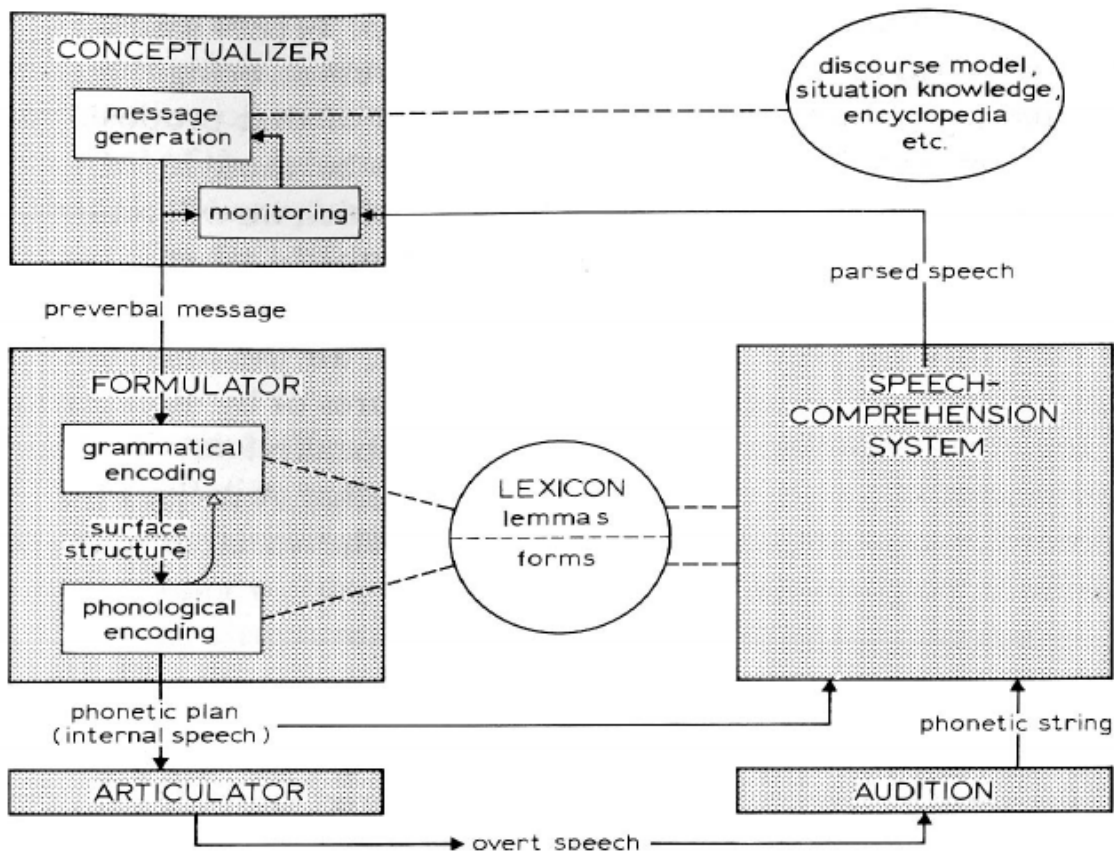 CONCEPTUALIZER
message
generation
monitoring
discourse model,
situation knowledge,
encyclopedia
etc.
parsed speech
preverbal message
FORMULATOR
grammatical
encoding
surface
structure
phonological
encoding
LEXICON
lemmas
forms
SPEECH-
COMPREHENSION
SYSTEM
phonetic plan
(internal speech)
phonetic string
ARTICULATOR
AUDITION
overt speech